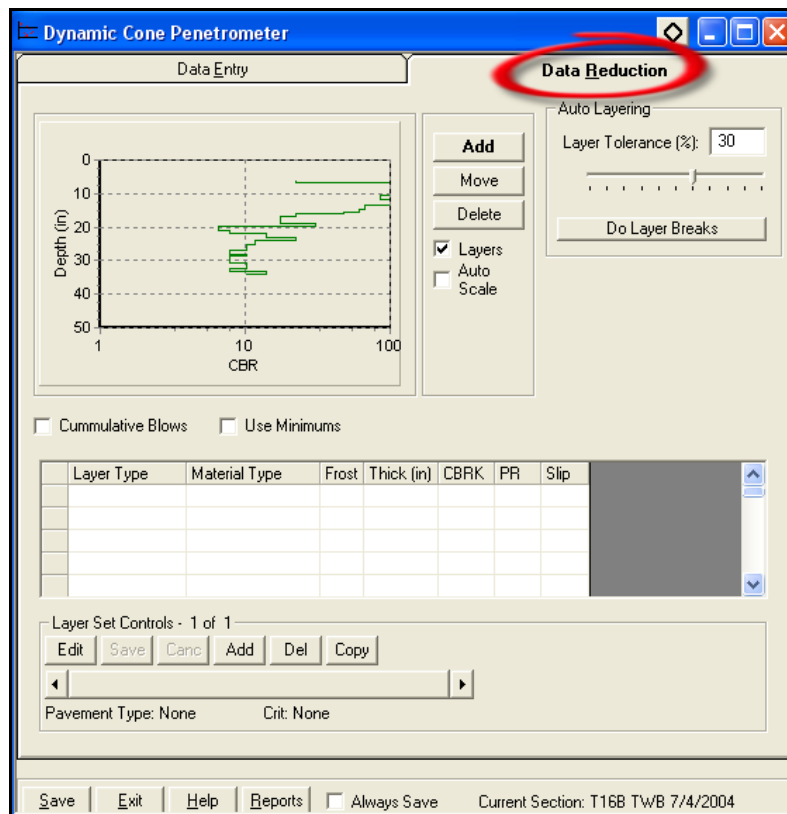 Dynamic Cone Penetrometer
Data Entry
Data Reduction
Auto Layering
Layer Tolerance (%): 30
Do Layer Breaks
Add
Move
Delete
Layers
Auto
Scale
Depth (in)
0
10
20
30
40
50
1 10 100
CBR
Cummulative Blows Use Minimums
Layer Type Material Type Frost Thick (in) CBRK PR Slip
Layer Set Controls - 1 of 1
Edit Save Canc Add Del Copy
Pavement Type: None Crit: None
Save Exit Help Reports Always Save Current Section: T16B TWB 7/4/2004